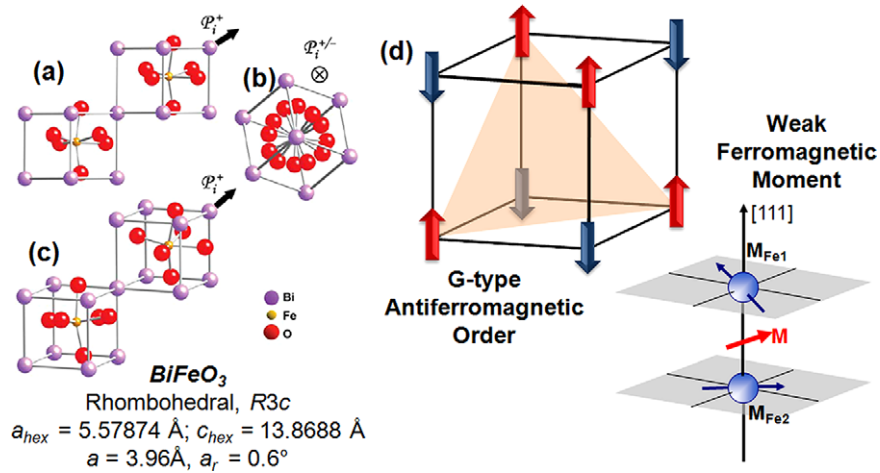 𝒫ᵢ⁺
(a)
𝒫ᵢ⁺/⁻
(b)
(c)
𝒫ᵢ⁺
Bi
Fe
O
BiFeO₃
Rhombohedral, R3c
a_hex = 5.57874 Å; c_hex = 13.8688 Å
a = 3.96Å, a_r = 0.6°
(d)
G-type
Antiferromagnetic
Order
Weak
Ferromagnetic
Moment
[111]
M_Fe1
M
M_Fe2